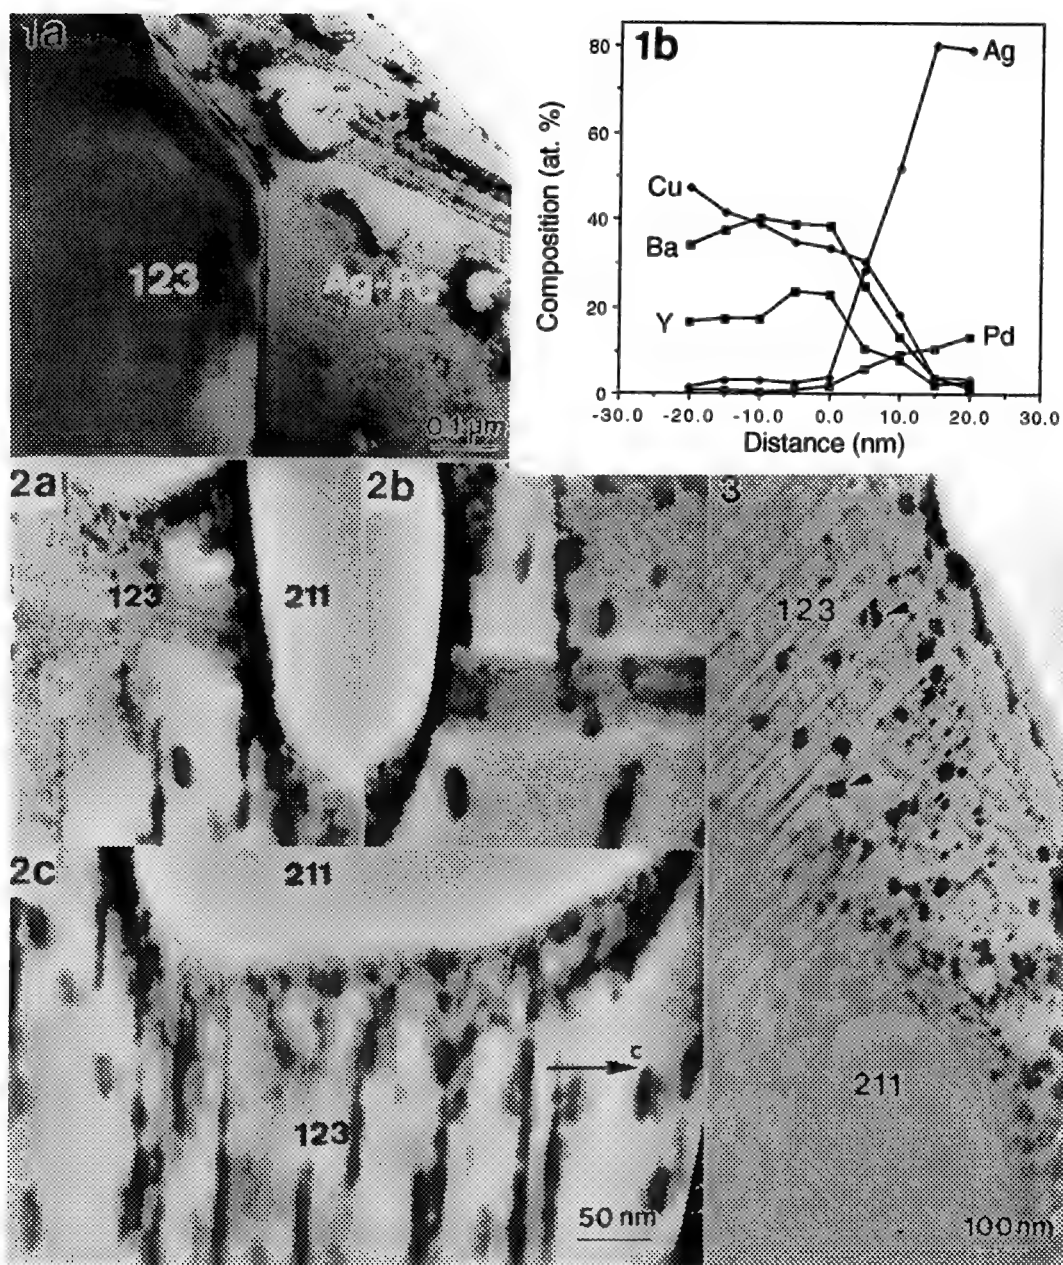 1a
123
Ag-Pd
0.1μm
1b
Composition (at. %)
80
60
40
20
0
Ag
Cu
Ba
Y
Pd
-30.0 -20.0 -10.0 0.0 10.0 20.0 30.0
Distance (nm)
2a
123
211
2b
3
123
211
100nm
2c
211
c
123
50 nm